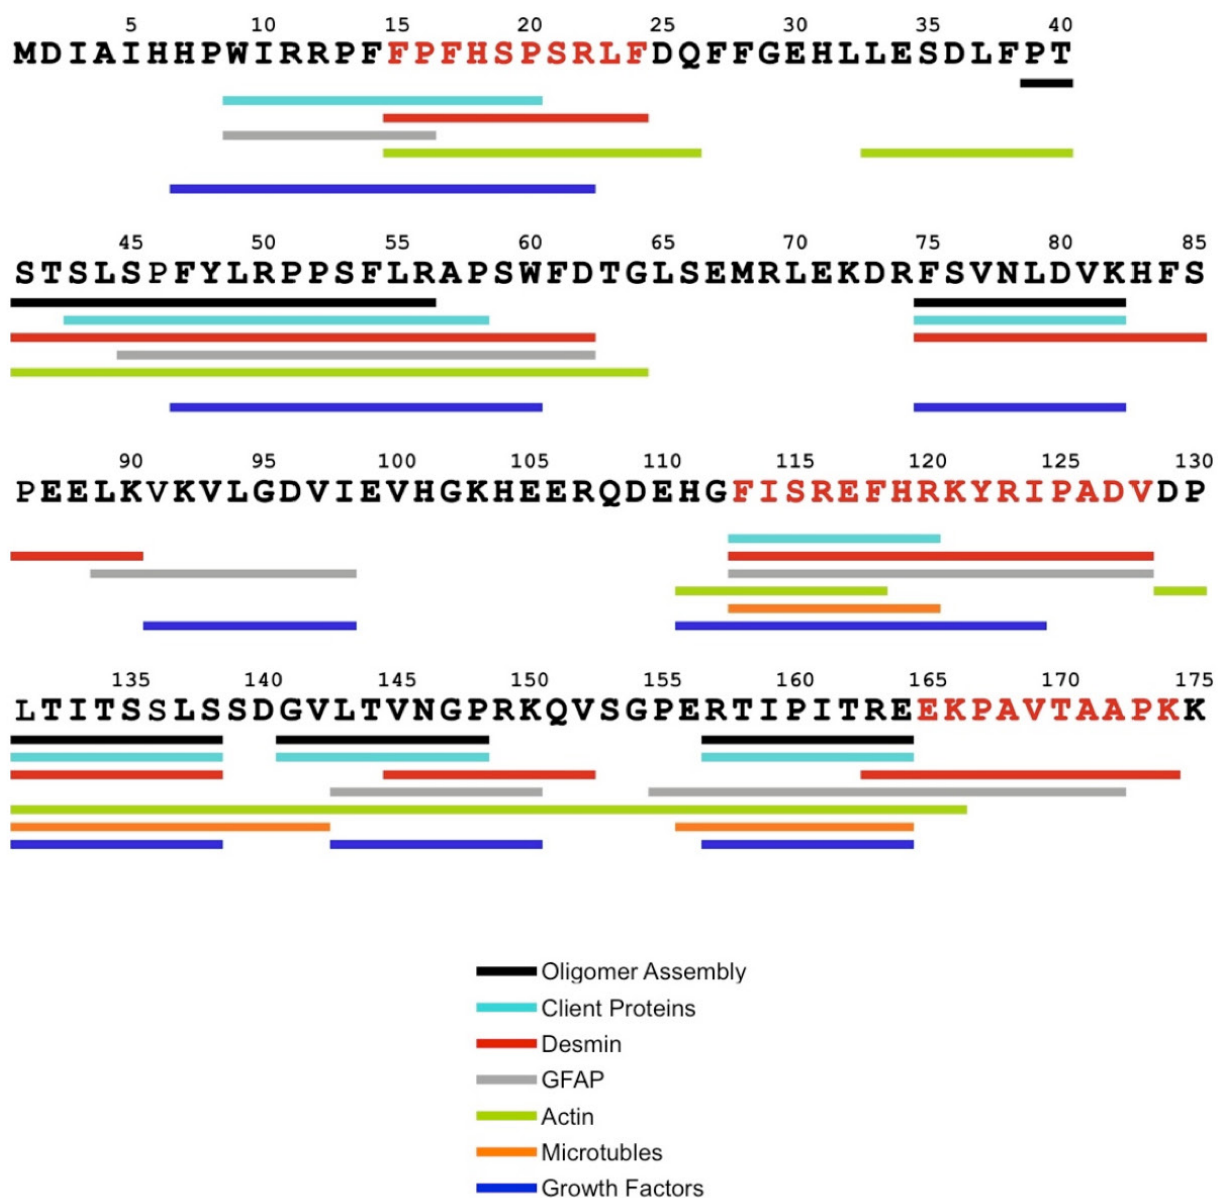 5 10 15 20 25 30 35 40
MDIAIHHPWIRRPFFPFHSPSRLFDQFFGEHLLESDLFPT
45 50 55 60 65 70 75 80 85
STSLSPFYLRPPSFLRAPSWFDTGLSEMRLEKDRFSVNLDVKHFS
90 95 100 105 110 115 120 125 130
PEELKVKVLGDVIEVHGKHEERQDEHGFISREFHRKYRIPADVDP
135 140 145 150 155 160 165 170 175
LTITSSLSSDGVLTVNGPRKQVSGPERTIPITREEKPAVTAAPKK
Oligomer Assembly
Client Proteins
Desmin
GFAP
Actin
Microtubles
Growth Factors